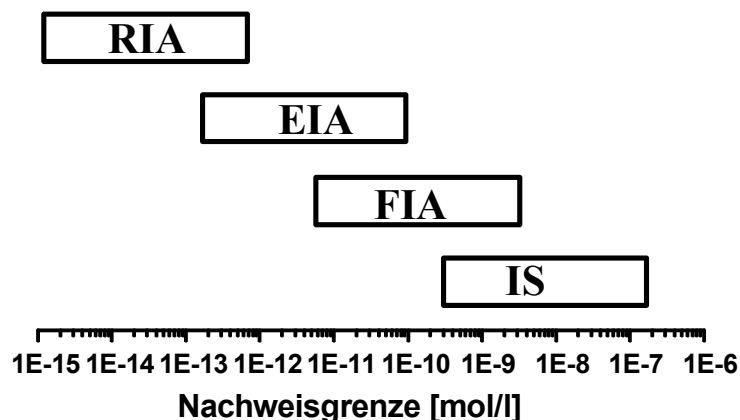 RIA
EIA
FIA
IS
1E-15 1E-14 1E-13 1E-12 1E-11 1E-10 1E-9 1E-8 1E-7 1E-6
Nachweisgrenze [mol/l]